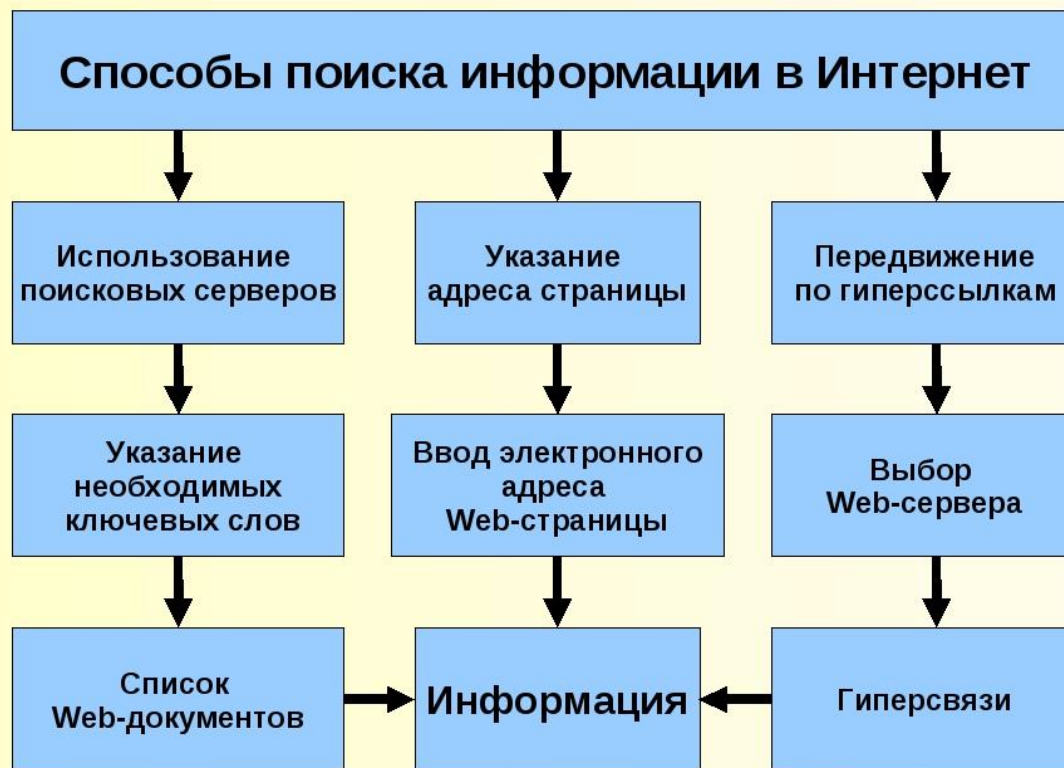 Способы поиска информации в Интернет
Использование
поисковых серверов
Указание
адреса страницы
Передвижение
по гиперссылкам
Указание
необходимых
ключевых слов
Ввод электронного
адреса
Web-страницы
Выбор
Web-сервера
Список
Web-документов
Информация
Гиперсвязи